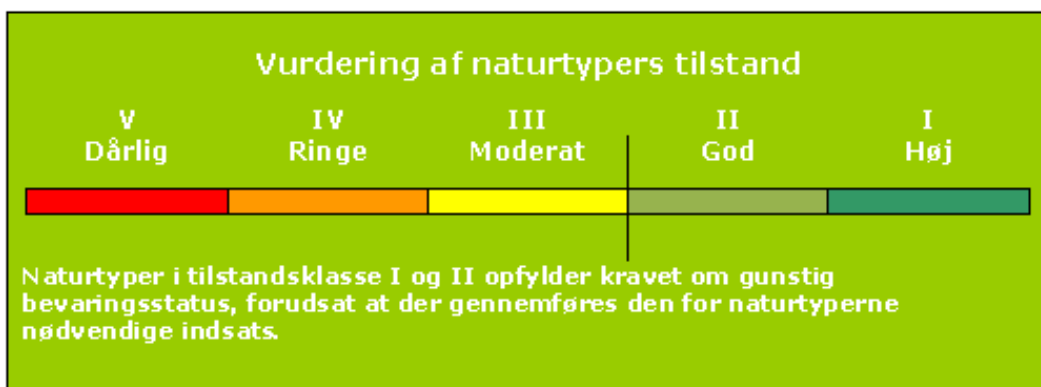 Vurdering af naturtypers tilstand
V IV III II I
Dårlig Ringe Moderat God Høj
Naturtyper i tilstandsklasse I og II opfylder kravet om gunstig
bevaringsstatus, forudsat at der gennemføres den for naturtyperne
nødvendige indsats.